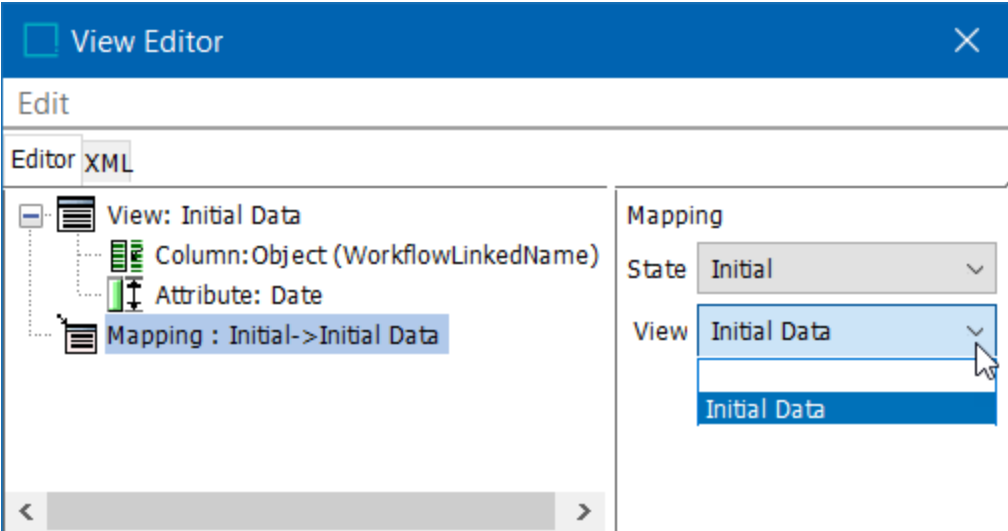 View Editor
Edit
Editor XML
View: Initial Data
Column:Object (WorkflowLinkedName)
Attribute: Date
Mapping : Initial->Initial Data
Mapping
State Initial
View Initial Data
Initial Data